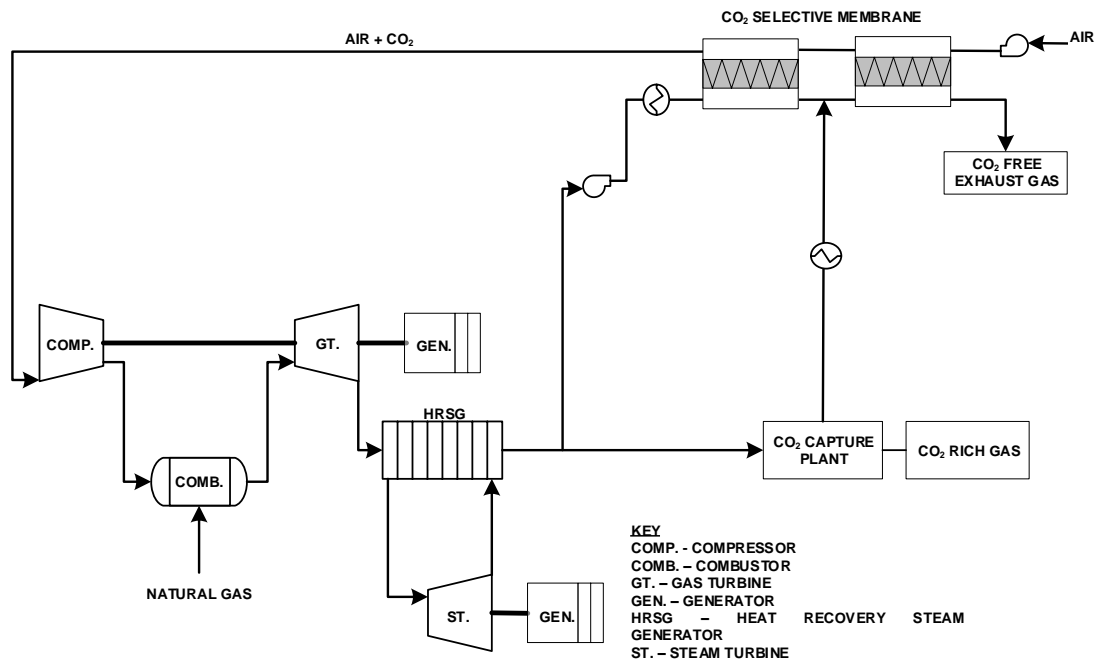 CO₂ SELECTIVE MEMBRANE
AIR + CO₂
AIR
CO₂ FREE
EXHAUST GAS
COMP.
GT.
GEN.
HRSG
CO₂ CAPTURE
PLANT
CO₂ RICH GAS
COMB.
NATURAL GAS
ST.
GEN.
KEY
COMP. - COMPRESSOR
COMB. – COMBUSTOR
GT. – GAS TURBINE
GEN. – GENERATOR
HRSG – HEAT RECOVERY STEAM
GENERATOR
ST. – STEAM TURBINE